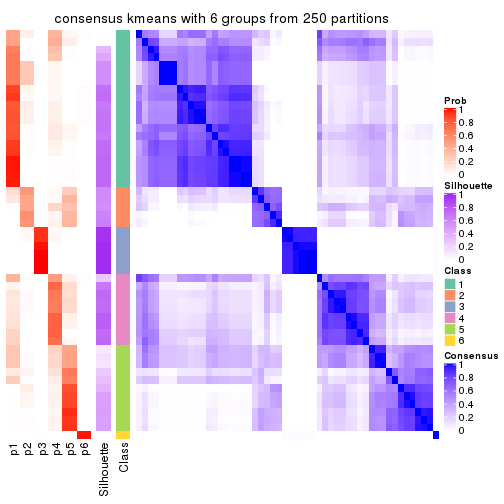 consensus kmeans with 6 groups from 250 partitions
p1
p2
p3
p4
p5
p6
Silhouette
Class
Prob
1
0.8
0.6
0.4
0.2
0
Silhouette
1
0.8
0.6
0.4
0.2
0
Class
1
2
3
4
5
6
Consensus
1
0.8
0.6
0.4
0.2
0